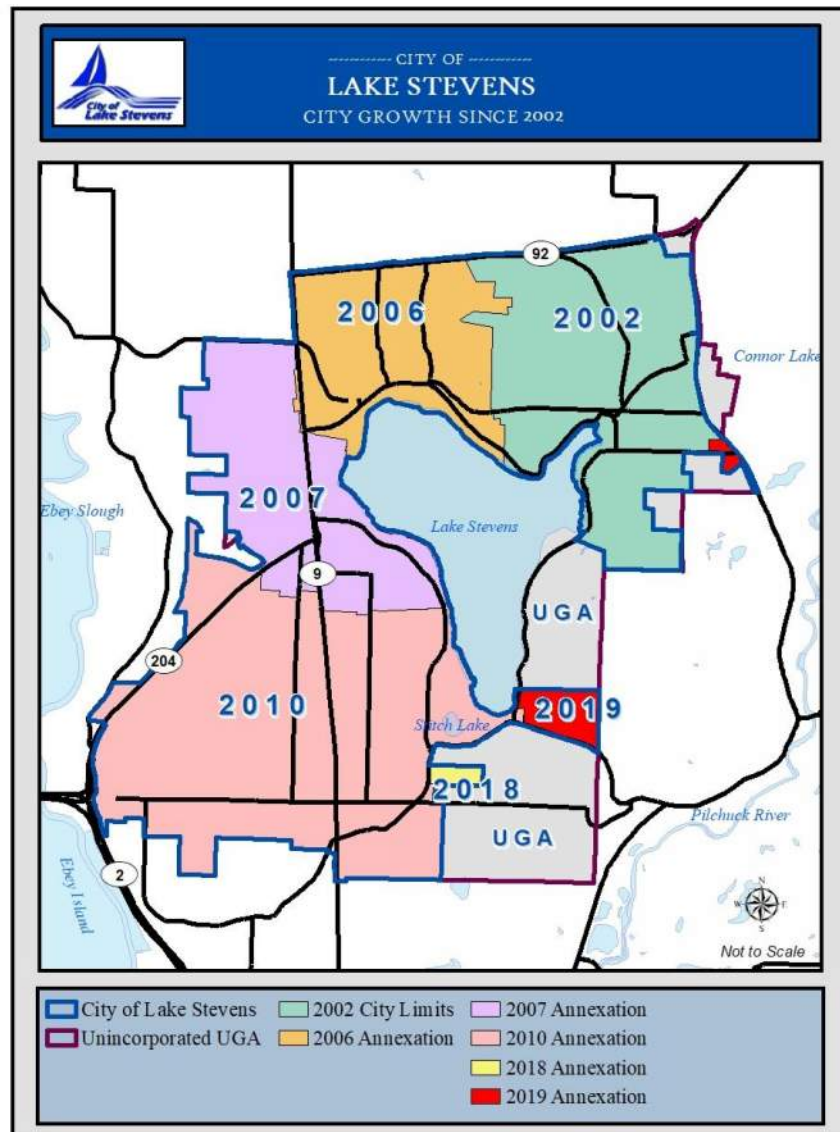 City of
Lake Stevens
------------ CITY OF ------------
LAKE STEVENS
CITY GROWTH SINCE 2002
92
2006
2002
Connor Lake
2007
Ebey Slough
Lake Stevens
9
UGA
204
2010
2019
Stitch Lake
2018
Pilchuck River
UGA
Ebey Island
2
N
W E
S
Not to Scale
City of Lake Stevens
2002 City Limits
2007 Annexation
Unincorporated UGA
2006 Annexation
2010 Annexation
2018 Annexation
2019 Annexation